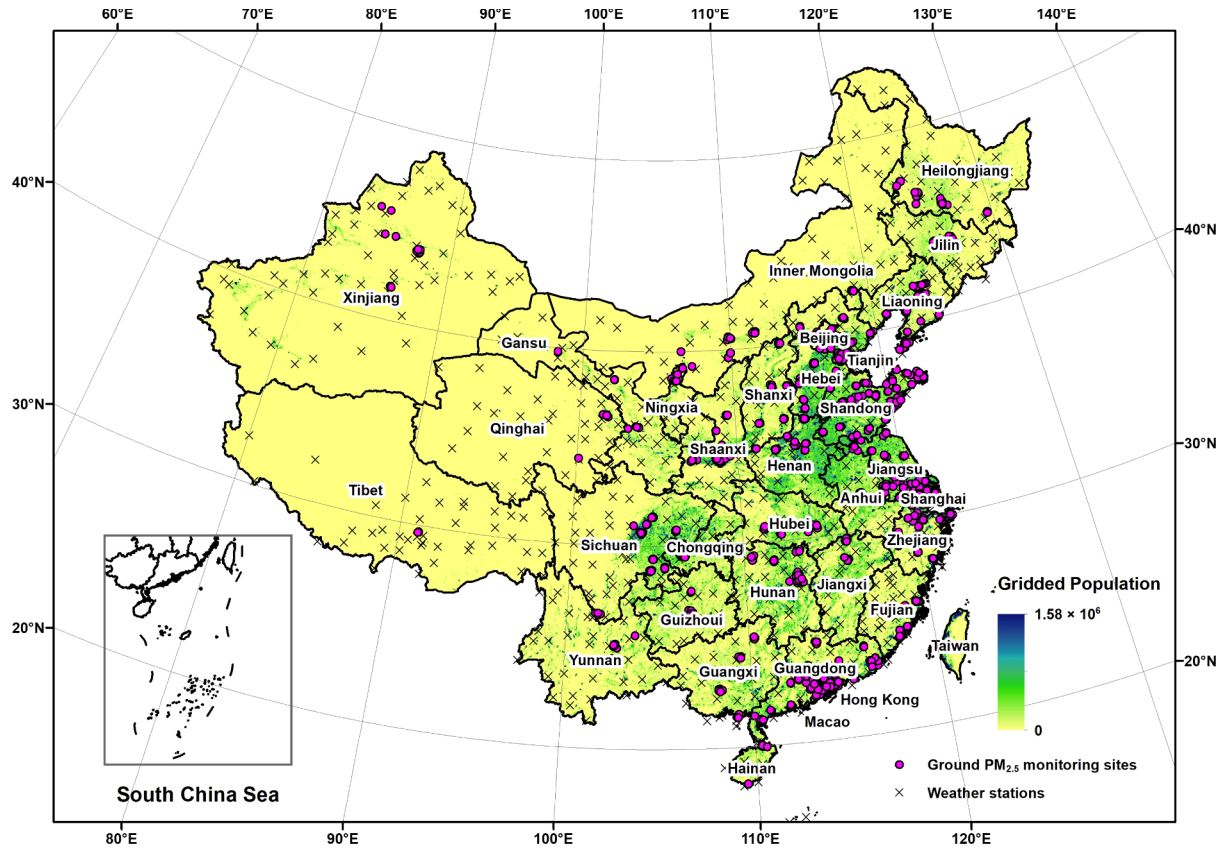 60°E 70°E 80°E 90°E 100°E 110°E 120°E 130°E 140°E
Heilongjiang
40°N
40°N
Jilin
Inner Mongolia
Xinjiang
Liaoning
Beijing
Gansu
Tianjin
Hebei
Shanxi
30°N
Ningxia
Shandong
Qinghai
30°N
Shaanxi
Henan
Jiangsu
Tibet
Anhui
Shanghai
Hubei
Sichuan
Chongqing
Zhejiang
Jiangxi
Gridded Population
Hunan
Fujian
1.58 × 10⁶
Guizhoui
20°N
Taiwan
Yunnan
20°N
Guangxi
Guangdong
Hong Kong
Macao
0
Hainan
Ground PM₂.₅ monitoring sites
South China Sea
Weather stations
80°E 90°E 100°E 110°E 120°E